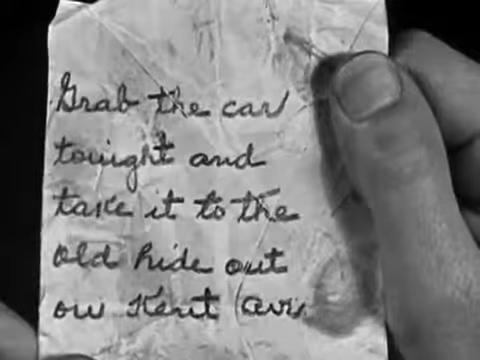 Grab the car
tonight and
take it to the
old hide out
on Kent Ave.